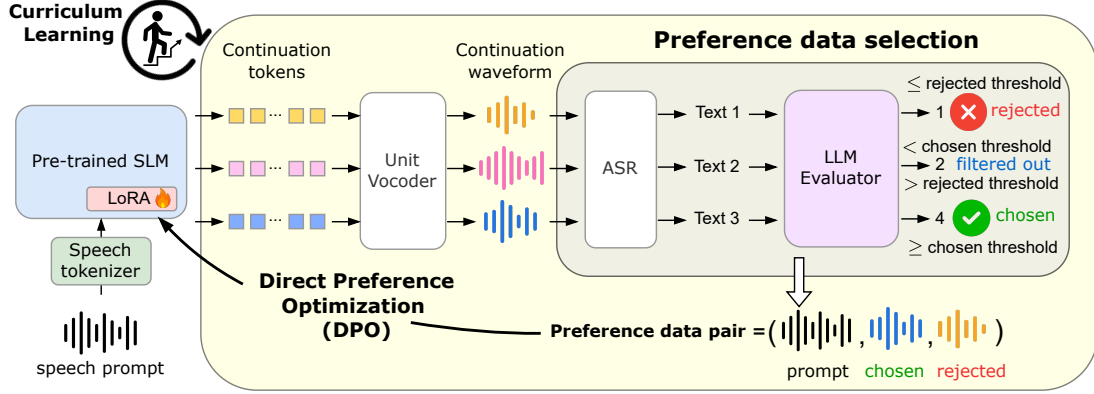 Curriculum
Learning
Preference data selection
Continuation
tokens
Continuation
waveform
Pre-trained SLM
LoRA
Speech
tokenizer
speech prompt
Unit
Vocoder
ASR
Text 1
Text 2
Text 3
LLM
Evaluator
≤ rejected threshold
1 rejected
< chosen threshold
2 filtered out
> rejected threshold
4 chosen
≥ chosen threshold
Direct Preference
Optimization
(DPO)
Preference data pair = ( , , )
prompt chosen rejected